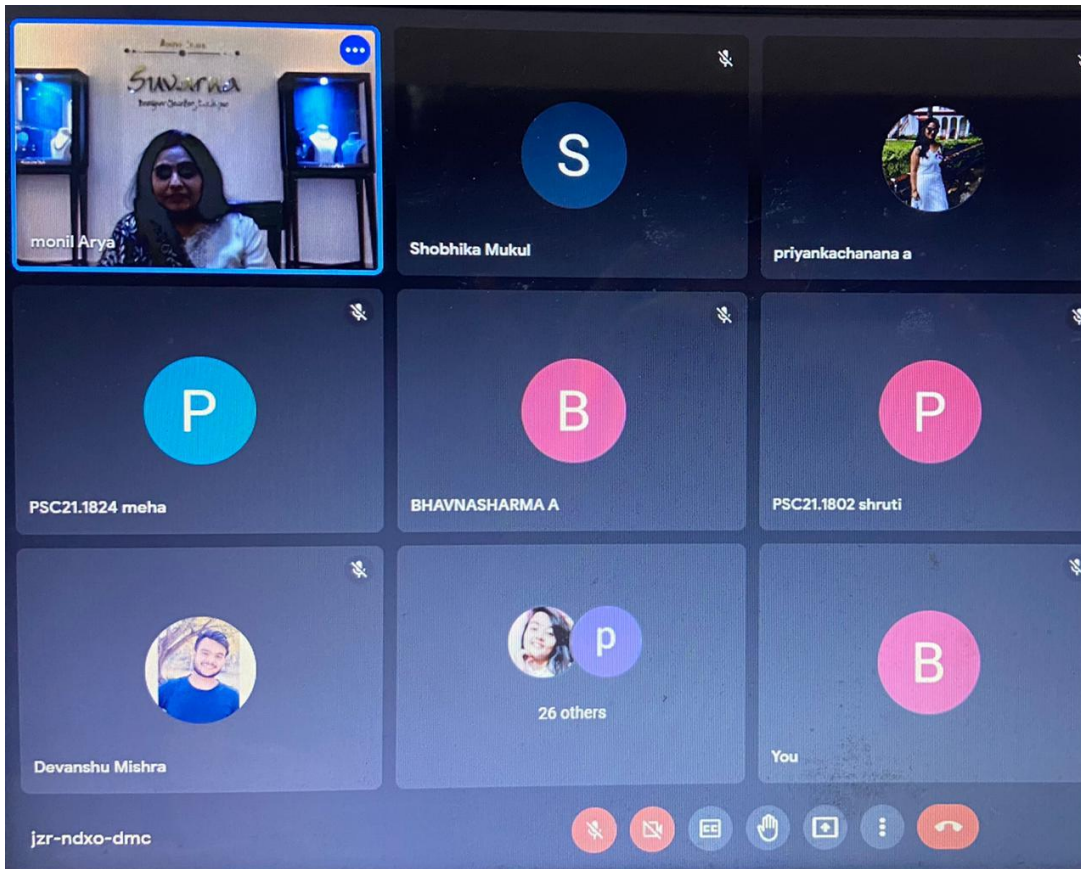 Suvarna
monil Arya
S
Shobhika Mukul
priyankachanana a
P
PSC21.1824 meha
B
BHAVNASHARMA A
P
PSC21.1802 shruti
Devanshu Mishra
p
26 others
B
You
jzr-ndxo-dmc
CC